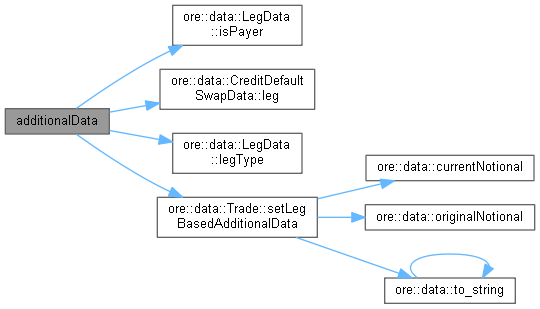 additionalData
ore::data::LegData
::isPayer
ore::data::CreditDefault
SwapData::leg
ore::data::LegData
::legType
ore::data::Trade::setLeg
BasedAdditionalData
ore::data::currentNotional
ore::data::originalNotional
ore::data::to_string